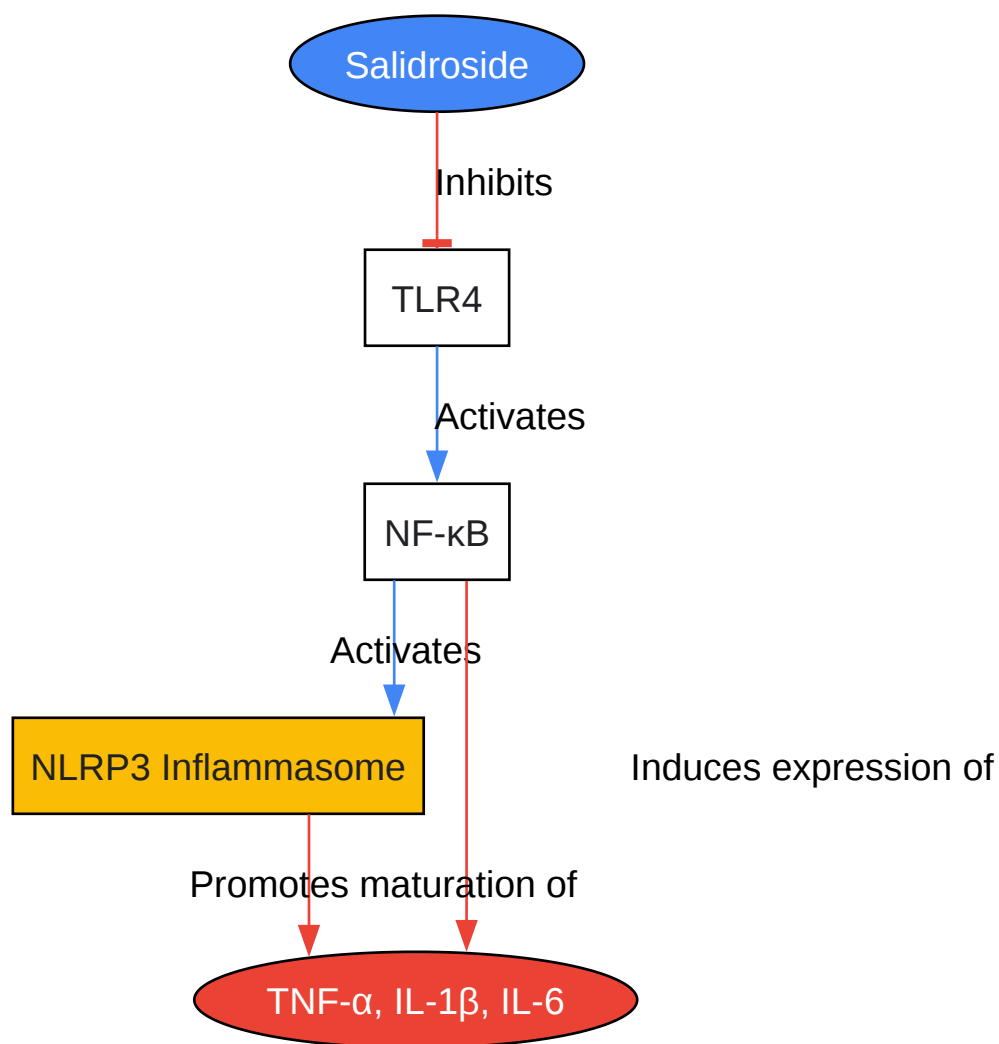 Salidroside
Inhibits
TLR4
Activates
NF-κB
Activates
NLRP3 Inflammasome
Induces expression of
Promotes maturation of
TNF-α, IL-1β, IL-6